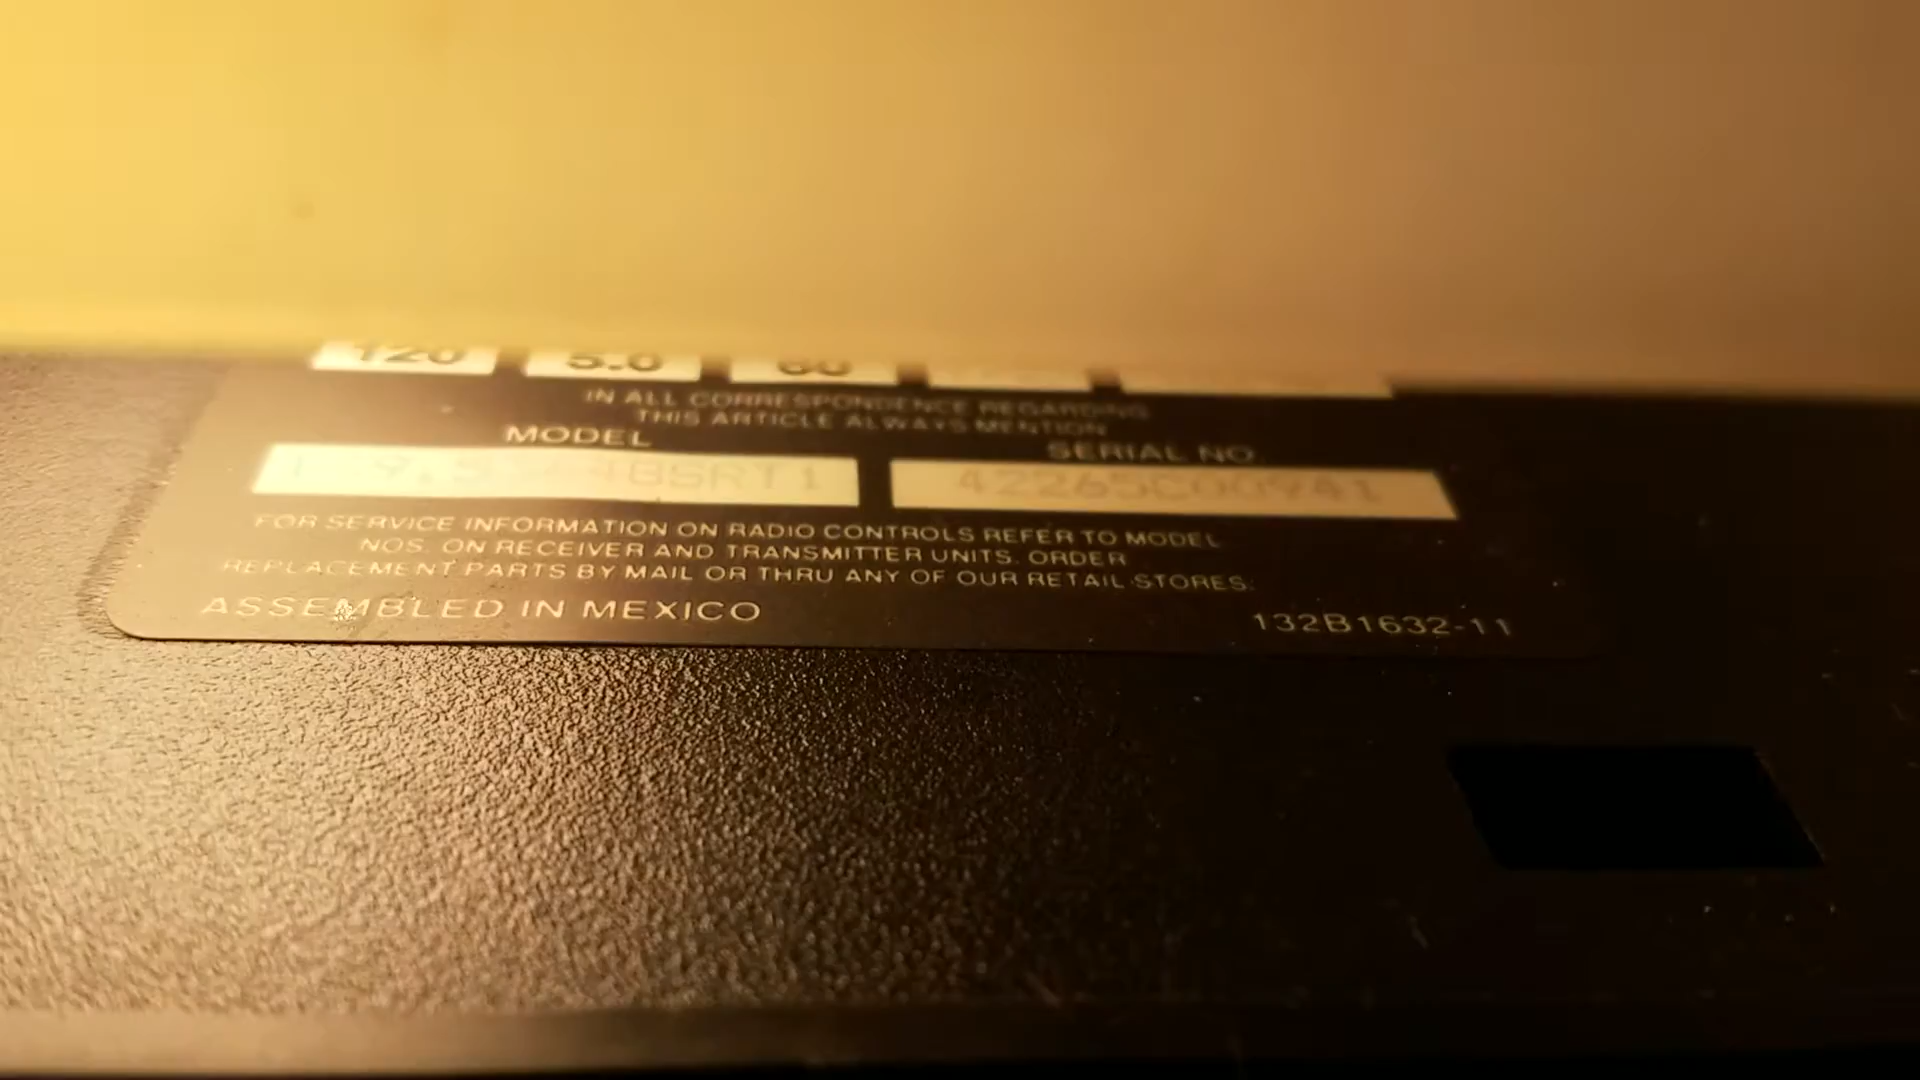 120 5.0 60
IN ALL CORRESPONDENCE REGARDING
THIS ARTICLE ALWAYS MENTION
MODEL SERIAL NO.
FOR SERVICE INFORMATION ON RADIO CONTROLS REFER TO MODEL
NOS. ON RECEIVER AND TRANSMITTER UNITS. ORDER
REPLACEMENT PARTS BY MAIL OR THRU ANY OF OUR RETAIL STORES.
ASSEMBLED IN MEXICO 132B1632-11